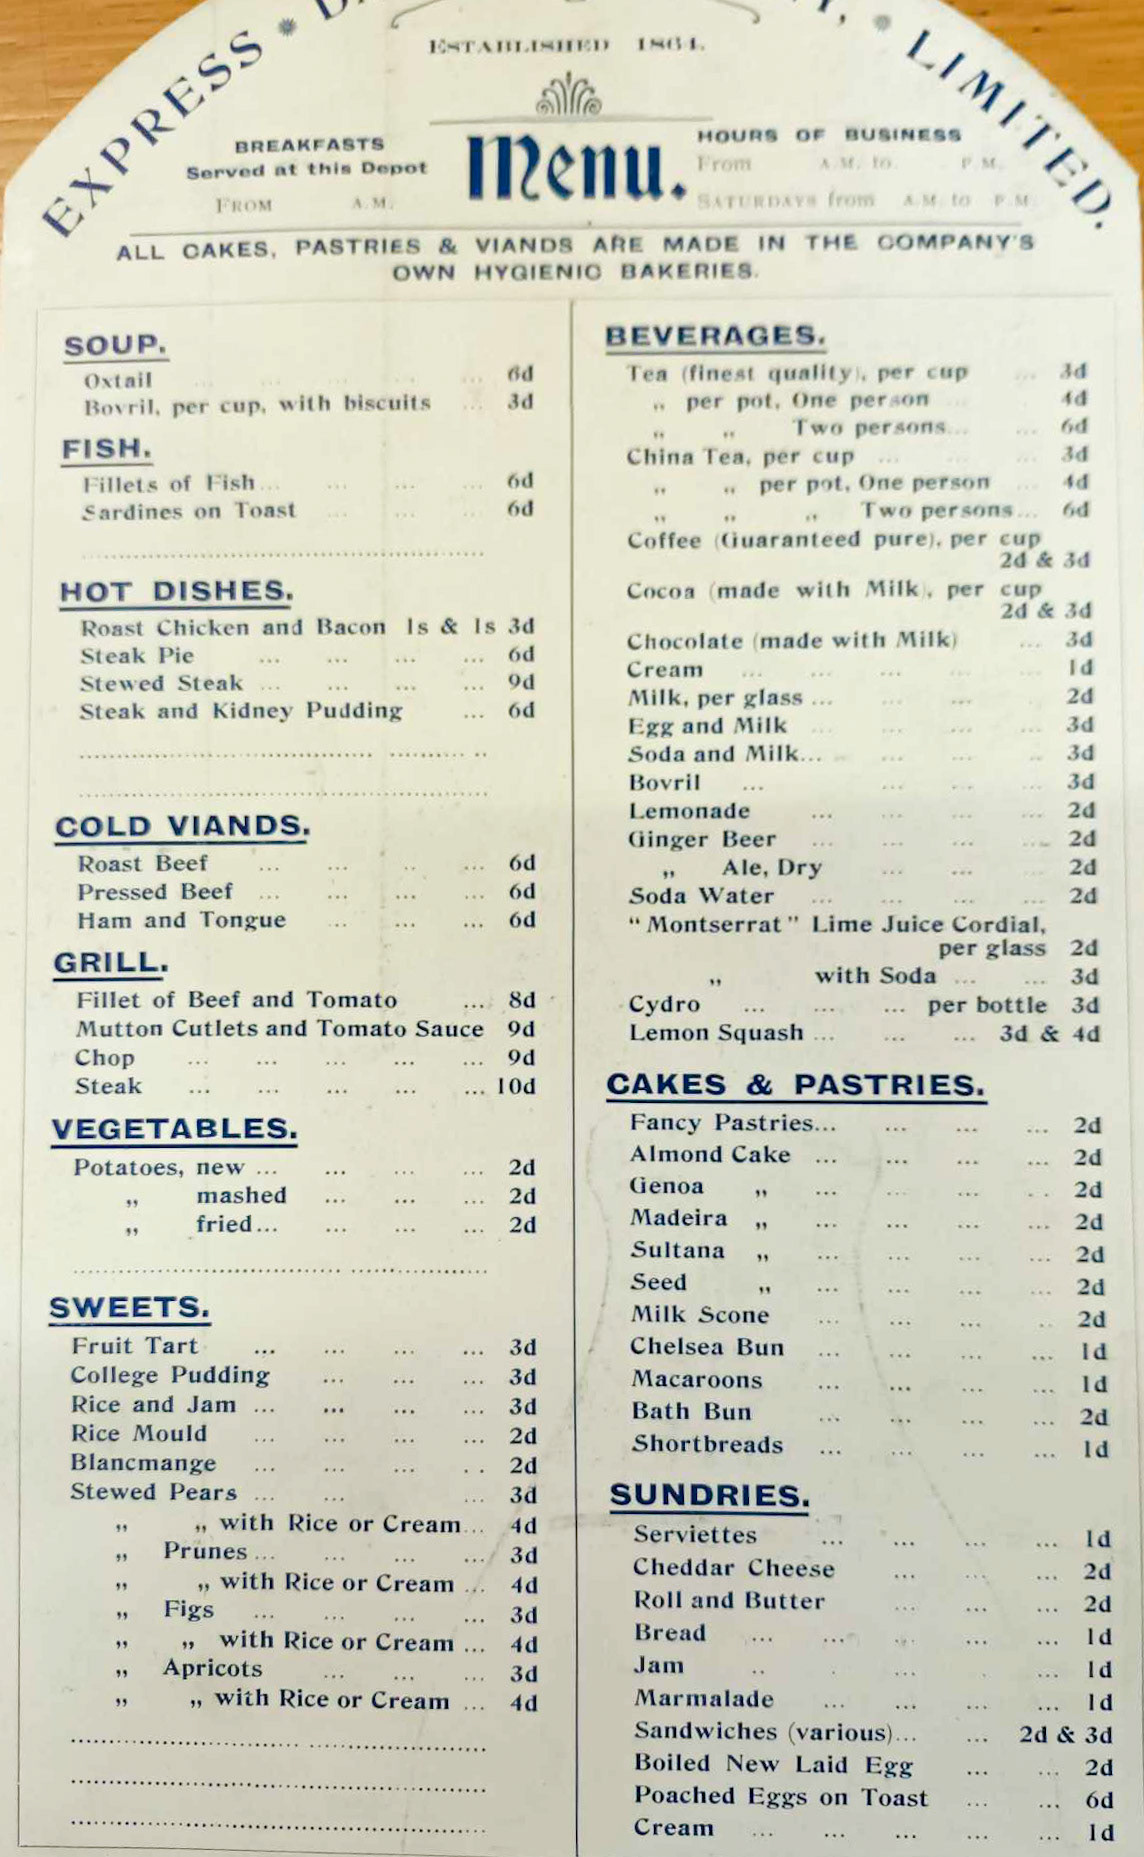 EXPRESS
LIMITED.
ESTABLISHED 1864.
BREAKFASTS
Served at this Depot
FROM A.M.
Menu.
HOURS OF BUSINESS
From A.M. to P.M.
SATURDAYS from A.M. to P.M.
ALL CAKES, PASTRIES & VIANDS ARE MADE IN THE COMPANY'S
OWN HYGIENIC BAKERIES.
SOUP.
Oxtail ... 6d
Bovril, per cup, with biscuits ... 3d
FISH.
Fillets of Fish ... 6d
Sardines on Toast ... 6d
HOT DISHES.
Roast Chicken and Bacon 1s & 1s 3d
Steak Pie ... 6d
Stewed Steak ... 9d
Steak and Kidney Pudding ... 6d
COLD VIANDS.
Roast Beef ... 6d
Pressed Beef ... 6d
Ham and Tongue ... 6d
GRILL.
Fillet of Beef and Tomato ... 8d
Mutton Cutlets and Tomato Sauce 9d
Chop ... 9d
Steak ... 10d
VEGETABLES.
Potatoes, new ... 2d
„ mashed ... 2d
„ fried ... 2d
SWEETS.
Fruit Tart ... 3d
College Pudding ... 3d
Rice and Jam ... 3d
Rice Mould ... 2d
Blancmange ... 2d
Stewed Pears ... 3d
„ „ with Rice or Cream ... 4d
„ Prunes ... 3d
„ „ with Rice or Cream ... 4d
„ Figs ... 3d
„ „ with Rice or Cream ... 4d
„ Apricots ... 3d
„ „ with Rice or Cream ... 4d
BEVERAGES.
Tea (finest quality), per cup ... 3d
„ per pot, One person 4d
„ „ Two persons ... 6d
China Tea, per cup ... 3d
„ „ per pot, One person ... 4d
„ „ „ Two persons ... 6d
Coffee (Guaranteed pure), per cup
2d & 3d
Cocoa (made with Milk), per cup
2d & 3d
Chocolate (made with Milk) ... 3d
Cream ... 1d
Milk, per glass ... 2d
Egg and Milk ... 3d
Soda and Milk ... 3d
Bovril ... 3d
Lemonade ... 2d
Ginger Beer ... 2d
„ Ale, Dry ... 2d
Soda Water ... 2d
"Montserrat" Lime Juice Cordial,
per glass 2d
„ with Soda ... 3d
Cydro ... per bottle 3d
Lemon Squash ... 3d & 4d
CAKES & PASTRIES.
Fancy Pastries ... 2d
Almond Cake ... 2d
Genoa „ ... 2d
Madeira „ ... 2d
Sultana „ ... 2d
Seed „ ... 2d
Milk Scone ... 2d
Chelsea Bun ... 1d
Macaroons ... 1d
Bath Bun ... 2d
Shortbreads ... 1d
SUNDRIES.
Serviettes ... 1d
Cheddar Cheese ... 2d
Roll and Butter ... 2d
Bread ... 1d
Jam ... 1d
Marmalade ... 1d
Sandwiches (various) ... 2d & 3d
Boiled New Laid Egg ... 2d
Poached Eggs on Toast ... 6d
Cream ... 1d